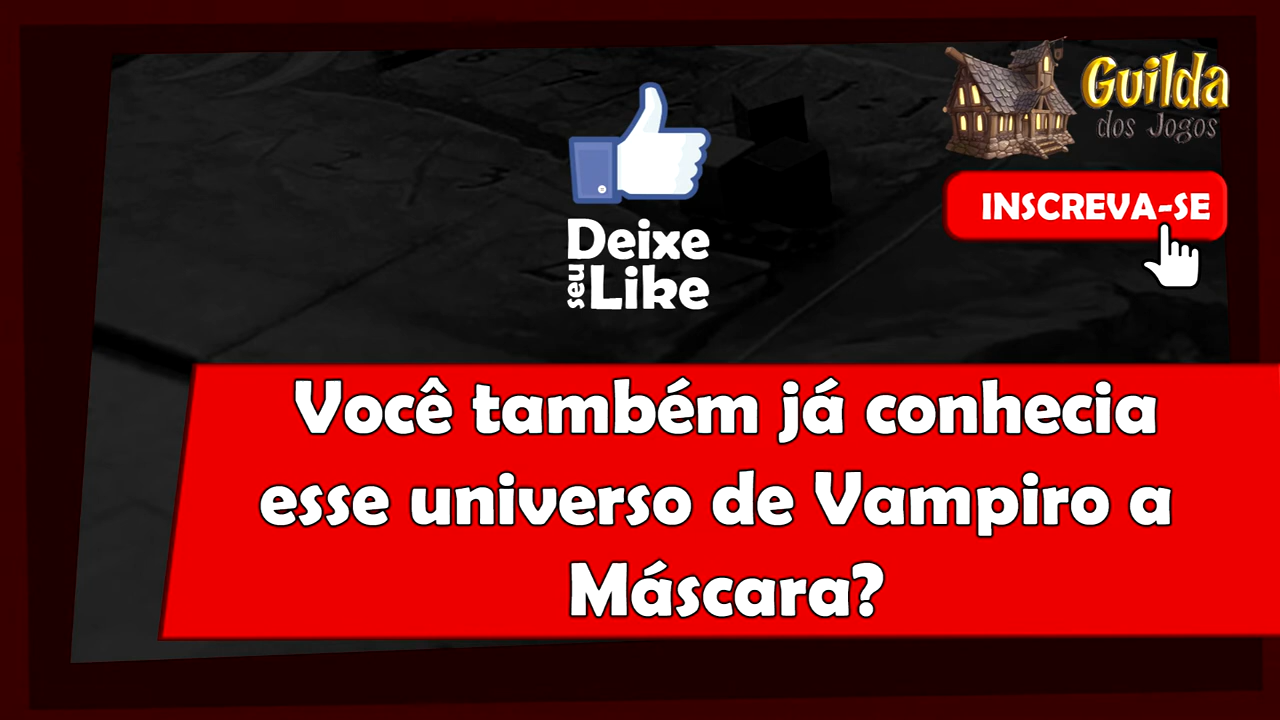 Guilda
dos Jogos
INSCREVA-SE
Deixe
seu Like
Você também já conhecia
esse universo de Vampiro a
Máscara?